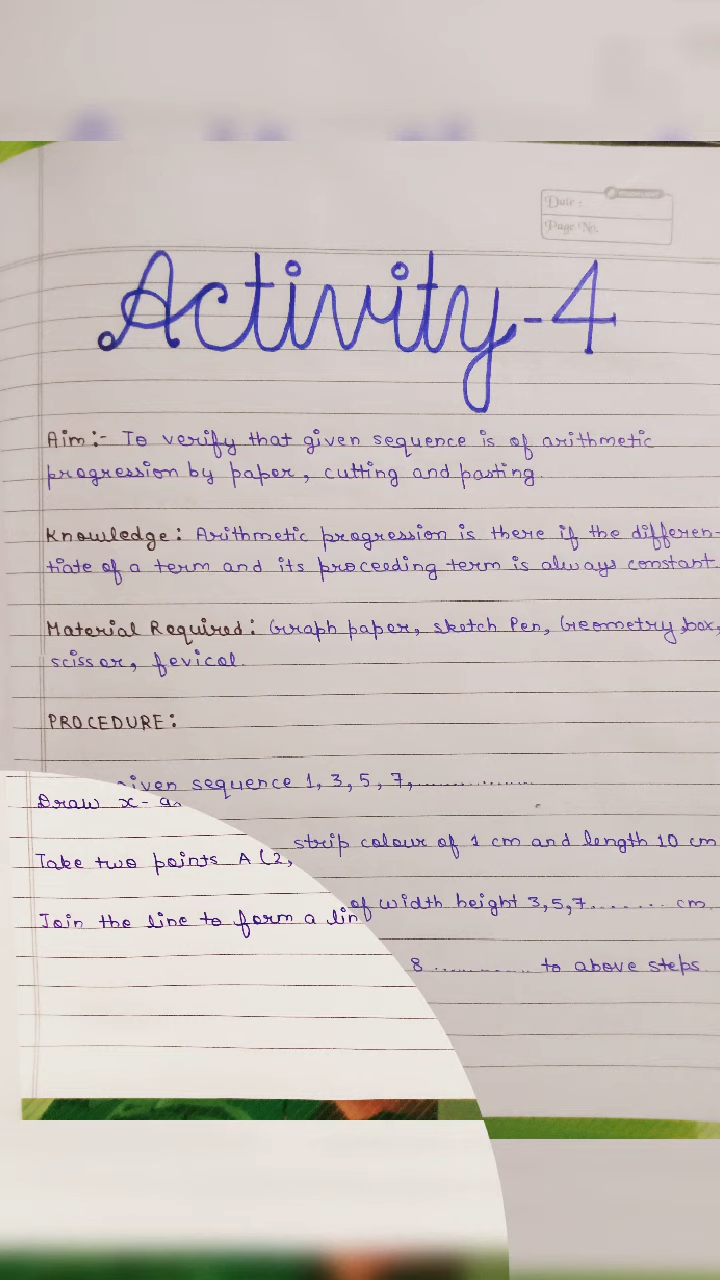 Date :
Page No.
Activity-4
Aim:- To verify that given sequence is of arithmetic
progression by paper, cutting and pasting.
Knowledge: Arithmetic progression is there if the differen-
tiate of a term and its proceeding term is always constant
Material Required: Graph paper, sketch Pen, Geometry box,
scissor, fevicol.
PROCEDURE:
given sequence 1, 3, 5, 7, ...................
Draw x-a
strip colour of 1 cm and length 10 cm
Take two points A (2,
of width height 3,5,7........ cm
Join the line to form a lin
8 ............ to above steps